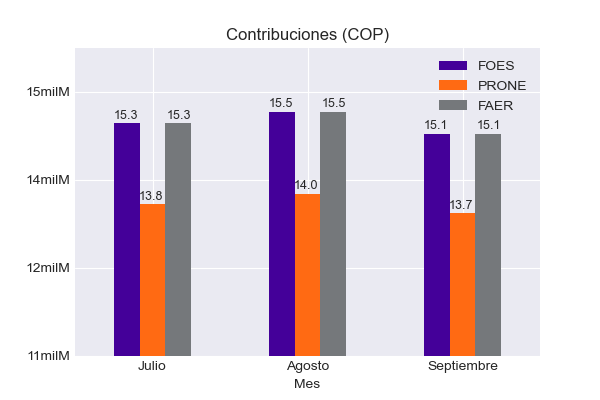 Contribuciones (COP)
FOES
PRONE
FAER
15milM
14milM
12milM
11milM
15.3
13.8
15.3
15.5
14.0
15.5
15.1
13.7
15.1
Julio
Agosto
Septiembre
Mes